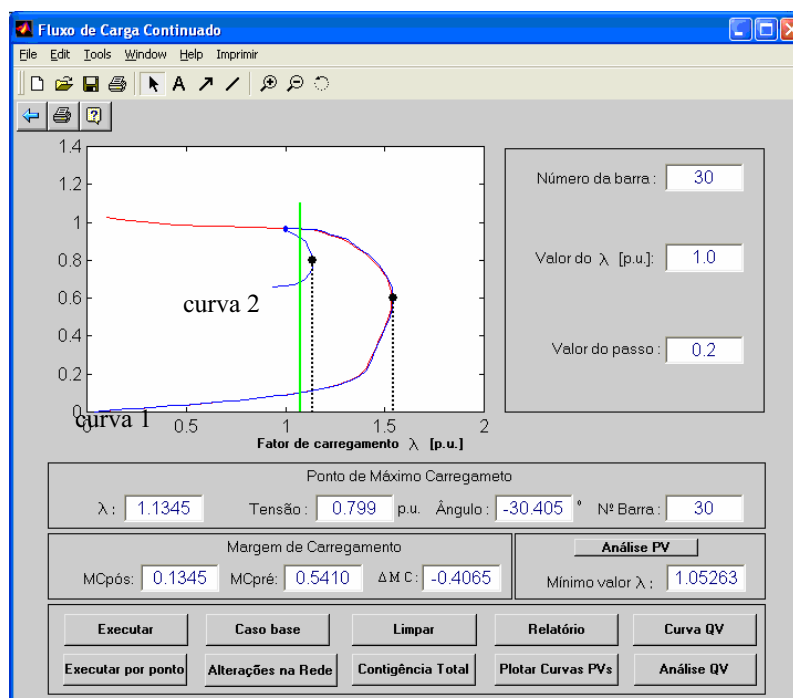 Fluxo de Carga Continuado
File Edit Tools Window Help Imprimir
1.4
1.2
1
0.8
0.6
0.4
0.2
0
0.5
1
1.5
2
curva 2
curva 1
Fator de carregamento λ [p.u.]
Número da barra : 30
Valor do λ [p.u.]: 1.0
Valor do passo : 0.2
Ponto de Máximo Carregameto
λ : 1.1345 Tensão : 0.799 p.u. Ângulo : -30.405 ° Nº Barra : 30
Margem de Carregamento
MCpós: 0.1345 MCpré: 0.5410 Δ M C : -0.4065
Análise PV
Mínimo valor λ : 1.05263
Executar Caso base Limpar Relatório Curva QV
Executar por ponto Alterações na Rede Contigência Total Plotar Curvas PVs Análise QV